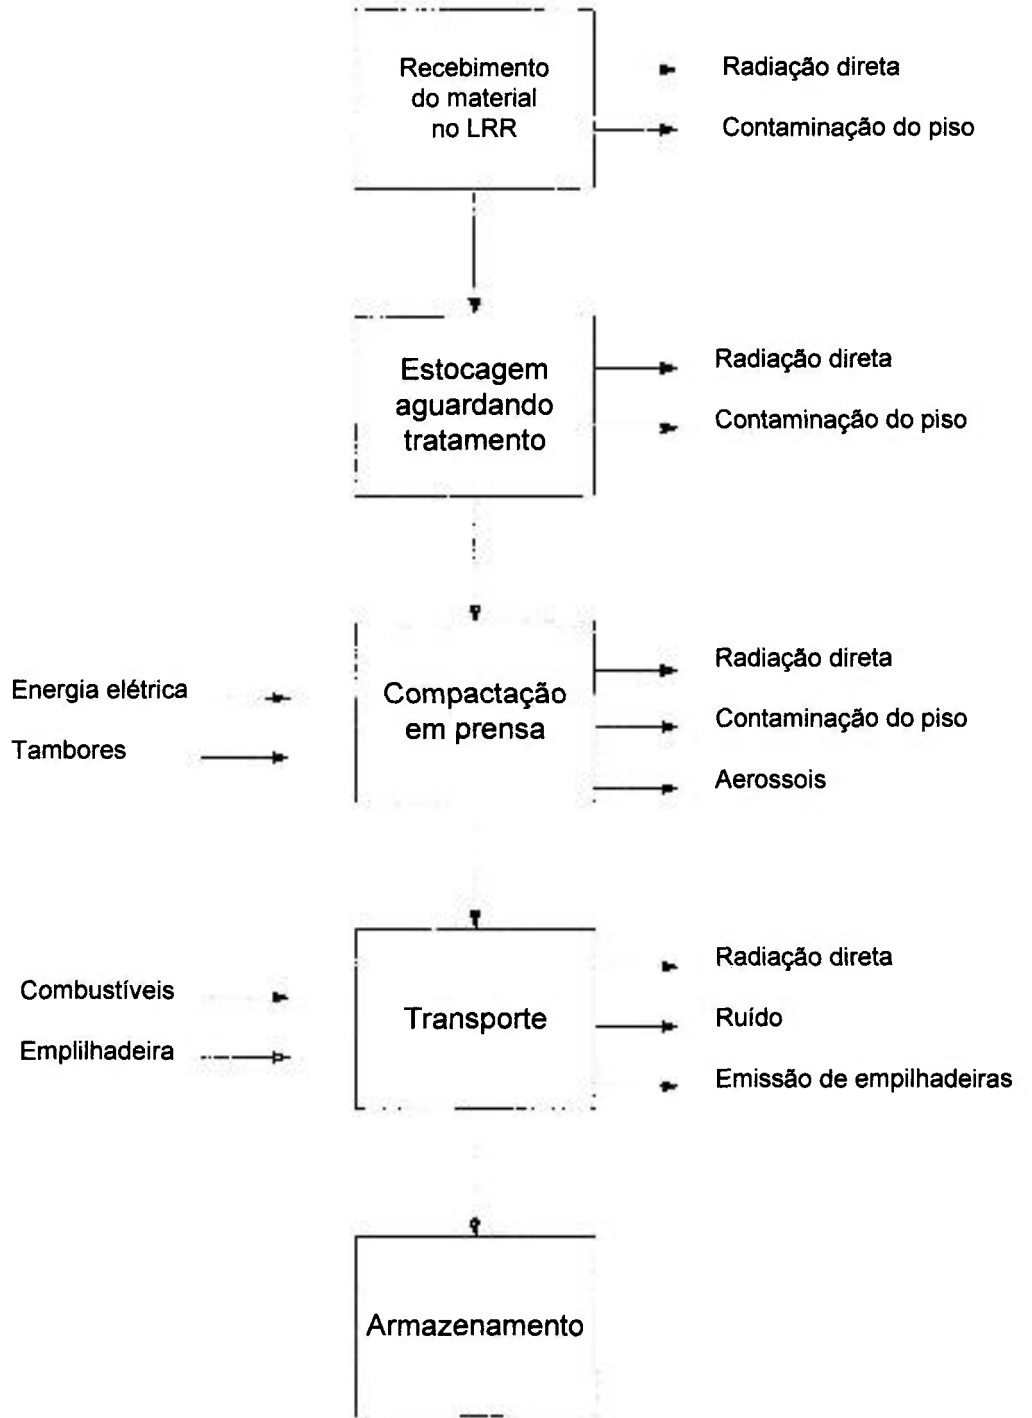 Recebimento
do material
no LRR
Radiação direta
Contaminação do piso
Estocagem
aguardando
tratamento
Radiação direta
Contaminação do piso
Energia elétrica
Tambores
Compactação
em prensa
Radiação direta
Contaminação do piso
Aerossois
Combustíveis
Emplilhadeira
Transporte
Radiação direta
Ruído
Emissão de empilhadeiras
Armazenamento